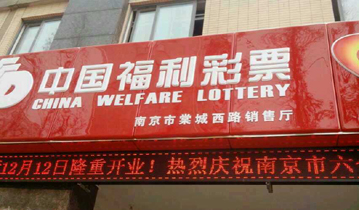 中国福利彩票
CHINA WELFARE LOTTERY
南京市棠城西路销售厅
12月12日隆重开业！热烈庆祝南京市六